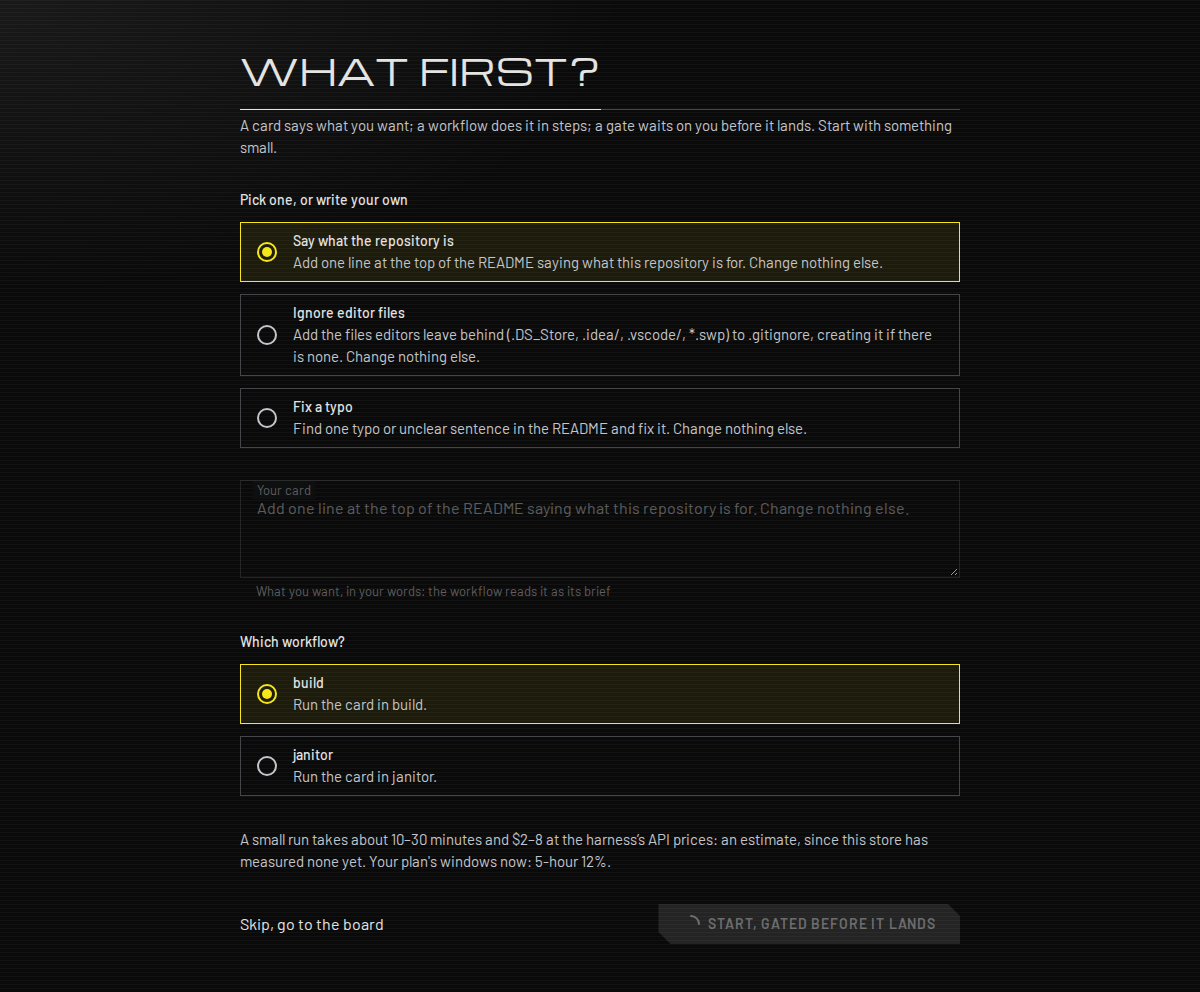 WHAT FIRST?
A card says what you want; a workflow does it in steps; a gate waits on you before it lands. Start with something
small.
Pick one, or write your own
Say what the repository is
Add one line at the top of the README saying what this repository is for. Change nothing else.
Ignore editor files
Add the files editors leave behind (.DS_Store, .idea/, .vscode/, *.swp) to .gitignore, creating it if there
is none. Change nothing else.
Fix a typo
Find one typo or unclear sentence in the README and fix it. Change nothing else.
Your card
Add one line at the top of the README saying what this repository is for. Change nothing else.
What you want, in your words: the workflow reads it as its brief
Which workflow?
build
Run the card in build.
janitor
Run the card in janitor.
A small run takes about 10–30 minutes and $2–8 at the harness's API prices: an estimate, since this store has
measured none yet. Your plan's windows now: 5-hour 12%.
Skip, go to the board
START, GATED BEFORE IT LANDS